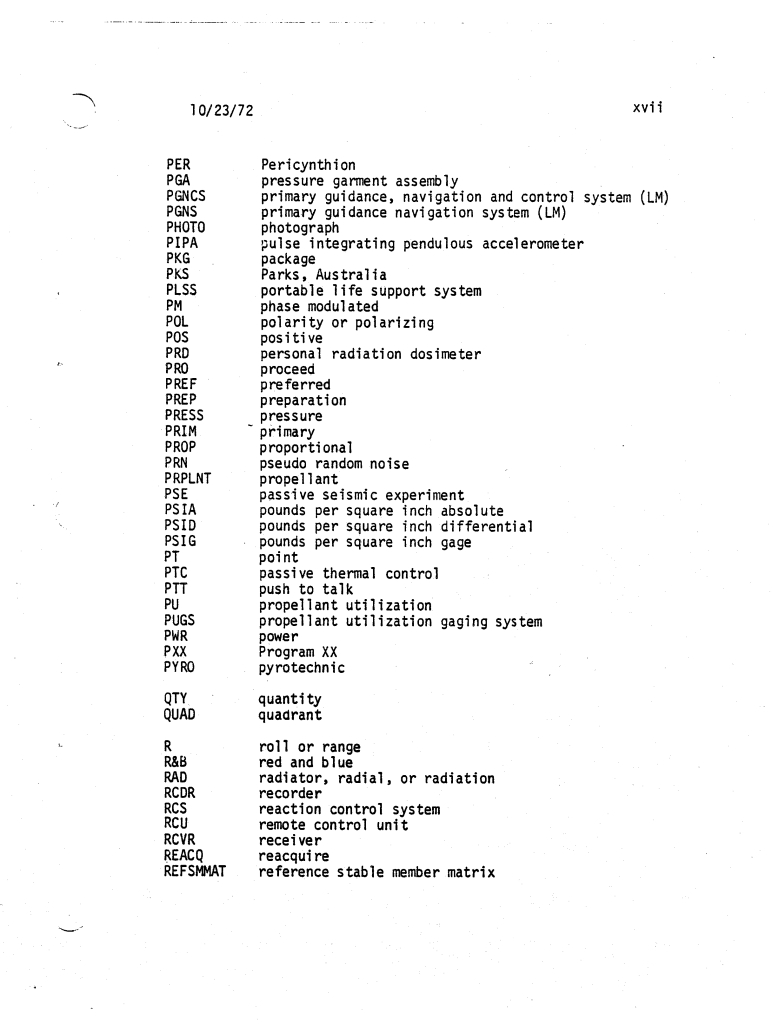 10/23/72 xvii
PER Pericynthion
PGA pressure garment assembly
PGNCS primary guidance, navigation and control system (LM)
PGNS primary guidance navigation system (LM)
PHOTO photograph
PIPA pulse integrating pendulous accelerometer
PKG package
PKS Parks, Australia
PLSS portable life support system
PM phase modulated
POL polarity or polarizing
POS positive
PRD personal radiation dosimeter
PRO proceed
PREF preferred
PREP preparation
PRESS pressure
PRIM primary
PROP proportional
PRN pseudo random noise
PRPLNT propellant
PSE passive seismic experiment
PSIA pounds per square inch absolute
PSID pounds per square inch differential
PSIG pounds per square inch gage
PT point
PTC passive thermal control
PTT push to talk
PU propellant utilization
PUGS propellant utilization gaging system
PWR power
PXX Program XX
PYRO pyrotechnic
QTY quantity
QUAD quadrant
R roll or range
R&B red and blue
RAD radiator, radial, or radiation
RCDR recorder
RCS reaction control system
RCU remote control unit
RCVR receiver
REACQ reacquire
REFSMMAT reference stable member matrix